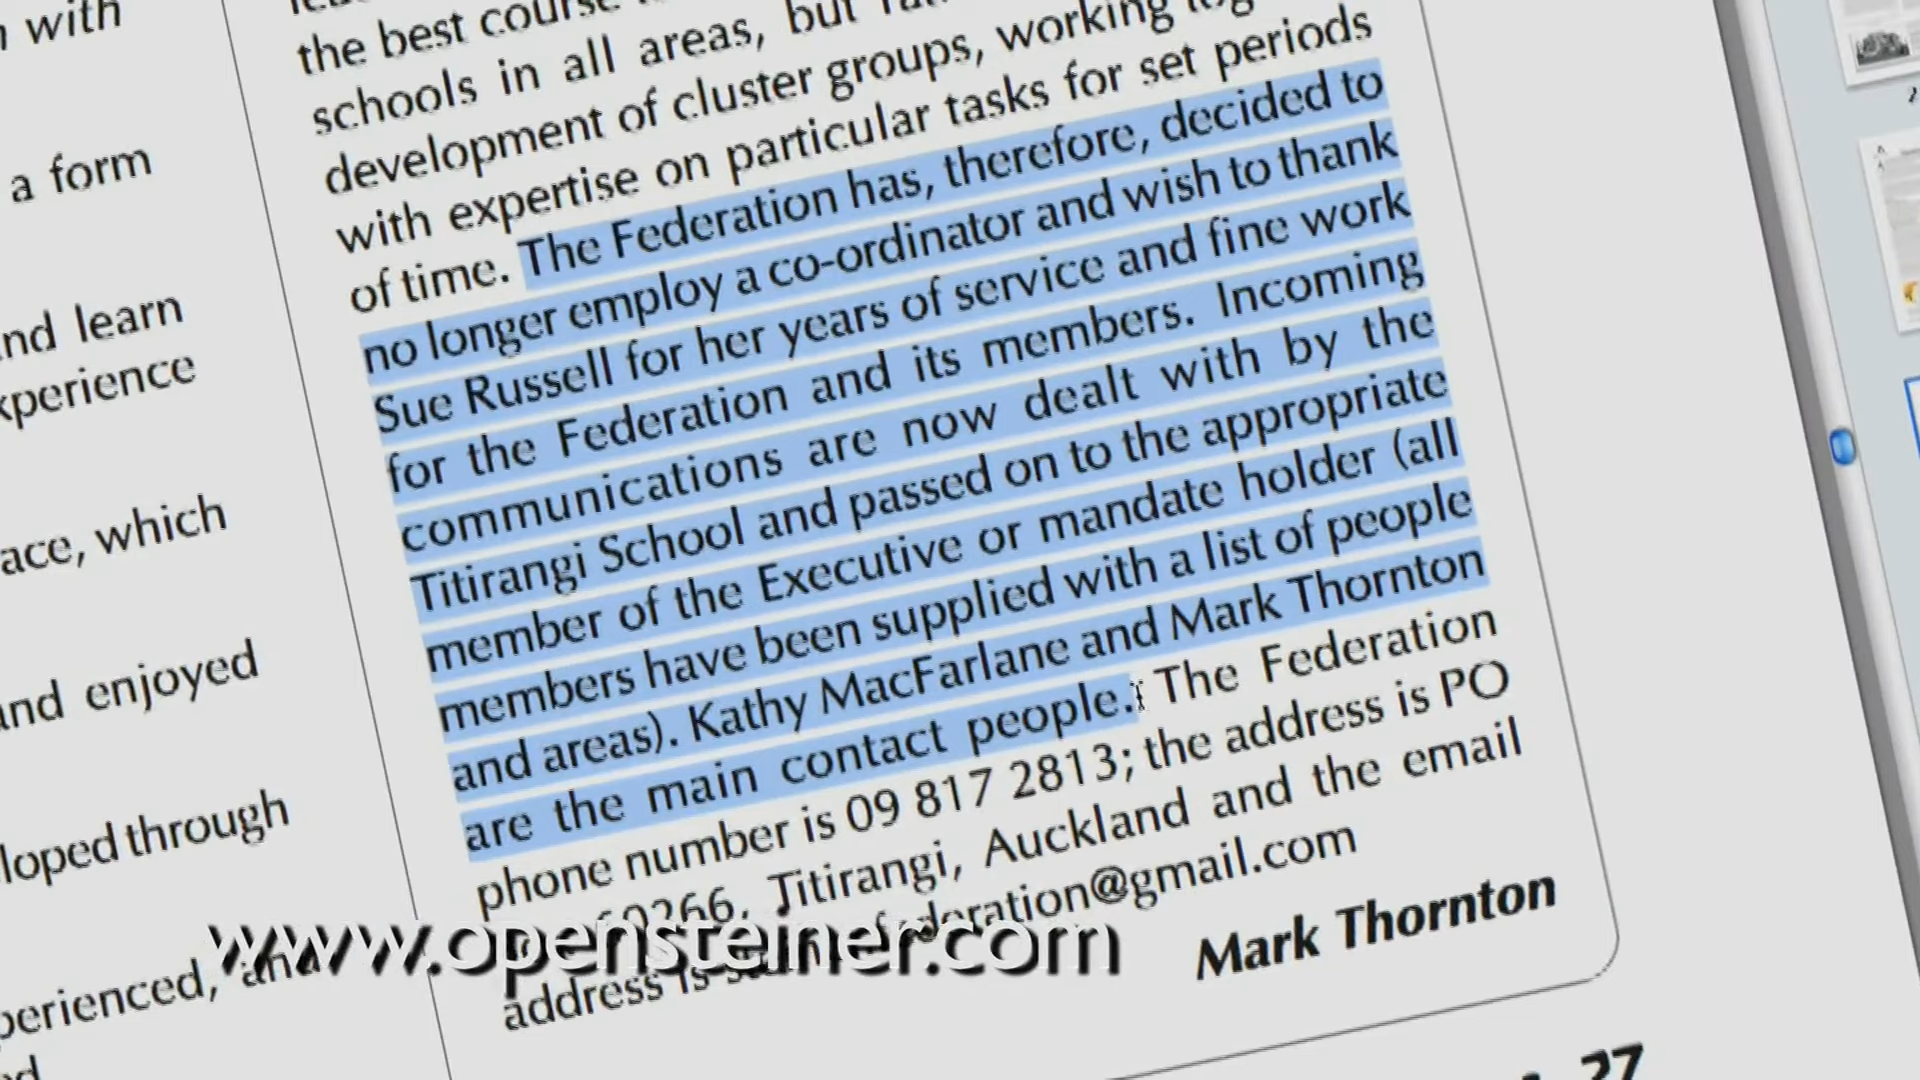 with
a form
and learn
experience
ace, which
and enjoyed
loped through
perienced, and
the best course
schools in all areas, but
development of cluster groups, working
with expertise on particular tasks for set periods
of time. The Federation has, therefore, decided to
no longer employ a co-ordinator and wish to thank
Sue Russell for her years of service and fine work
for the Federation and its members. Incoming
communications are now dealt with by the
Titirangi School and passed on to the appropriate
member of the Executive or mandate holder (all
members have been supplied with a list of people
and areas). Kathy MacFarlane and Mark Thornton
are the main contact people. The Federation
phone number is 09 817 2813; the address is PO
60266, Titirangi, Auckland and the email
address is
Mark Thornton
27
www.opensteiner.com